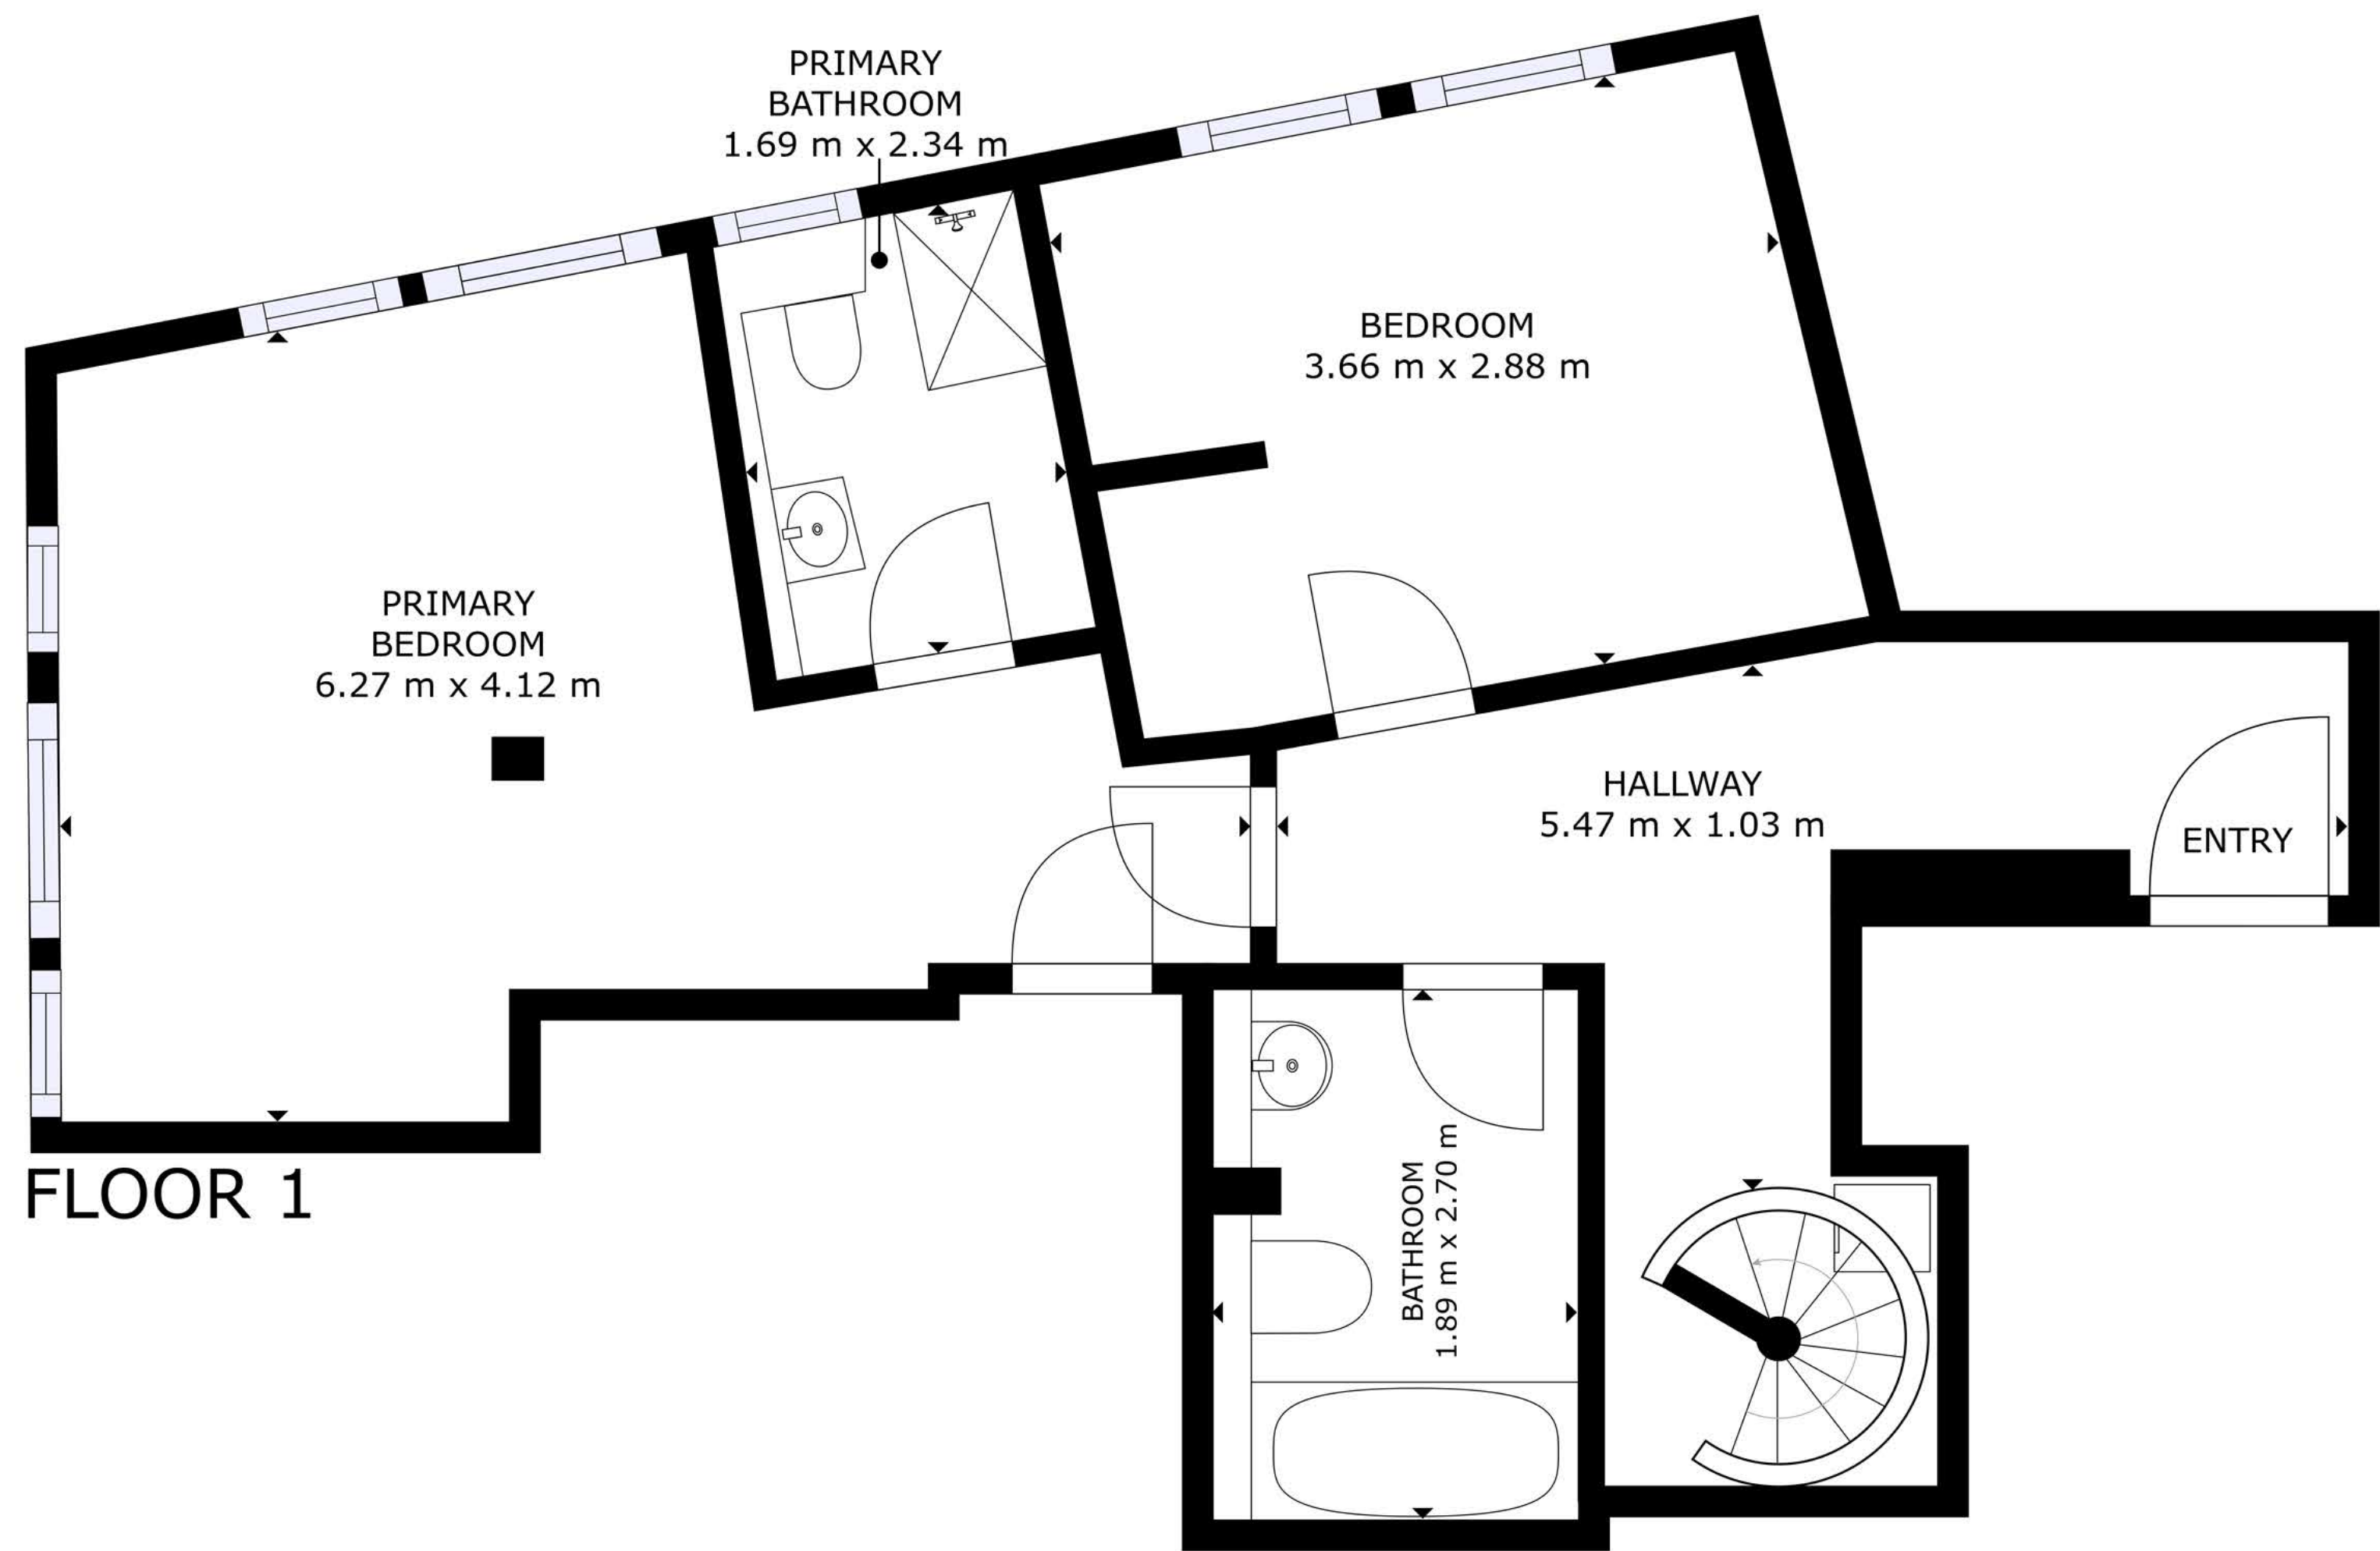 PRIMARY
BATHROOM
1.69 m x 2.34 m
BEDROOM
3.66 m x 2.88 m
PRIMARY
BEDROOM
6.27 m x 4.12 m
HALLWAY
5.47 m x 1.03 m
ENTRY
BATHROOM
1.89 m x 2.70 m
FLOOR 1